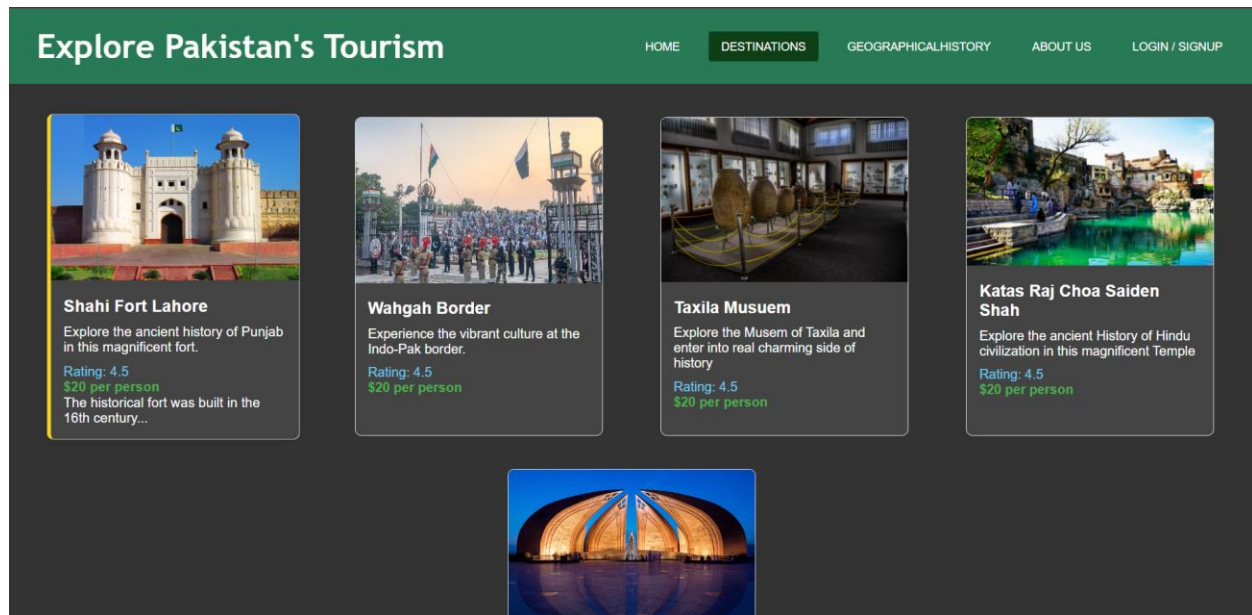 Explore Pakistan's Tourism
HOME DESTINATIONS GEOGRAPHICALHISTORY ABOUT US LOGIN / SIGNUP
Shahi Fort Lahore
Explore the ancient history of Punjab
in this magnificent fort.
Rating: 4.5
$20 per person
The historical fort was built in the
16th century...
Wahgah Border
Experience the vibrant culture at the
Indo-Pak border.
Rating: 4.5
$20 per person
Taxila Musuem
Explore the Musem of Taxila and
enter into real charming side of
history
Rating: 4.5
$20 per person
Katas Raj Choa Saiden
Shah
Explore the ancient History of Hindu
civilization in this magnificent Temple
Rating: 4.5
$20 per person